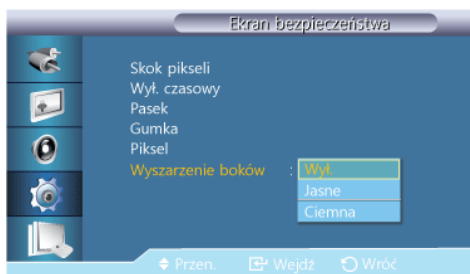 Ekran bezpieczeństwa
Skok pikseli
Wył. czasowy
Pasek
Gumka
Piksel
Wyszarzenie boków : Wył.
Jasne
Ciemna
Przen. Wejdź Wróć